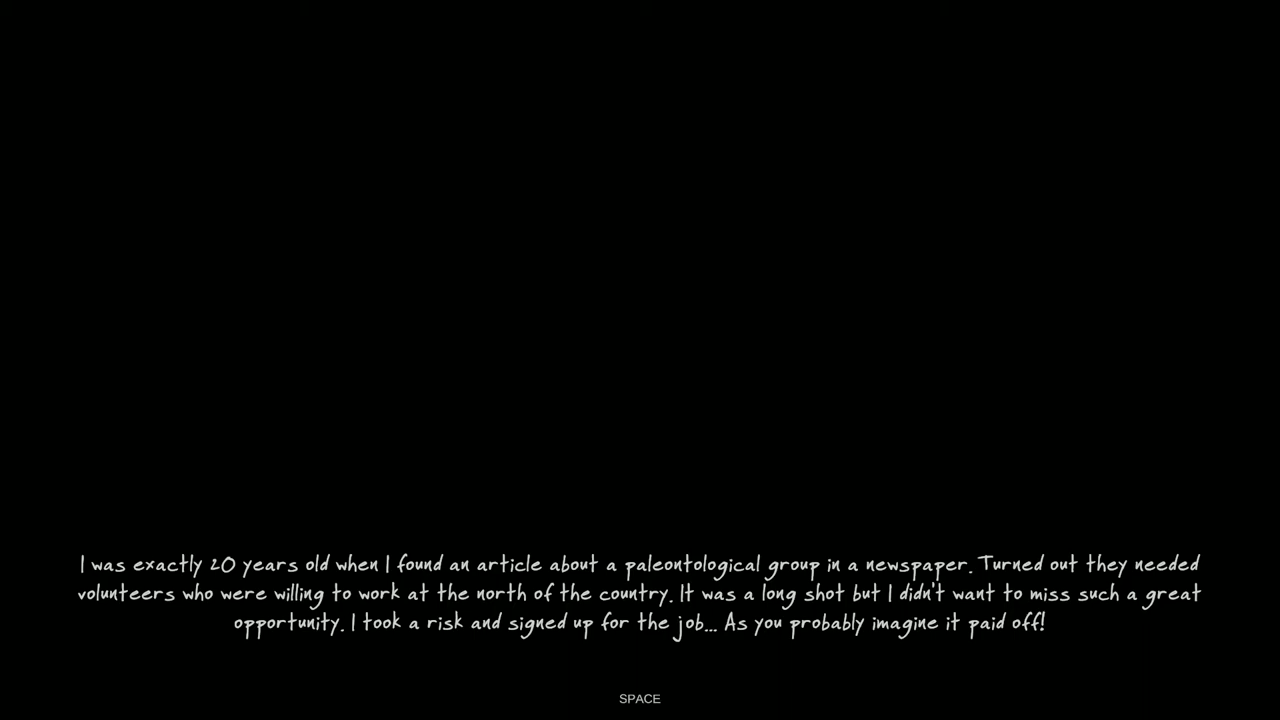 I was exactly 20 years old when I found an article about a paleontological group in a newspaper. Turned out they needed
volunteers who were willing to work at the north of the country. It was a long shot but I didn't want to miss such a great
opportunity. I took a risk and signed up for the job... As you probably imagine it paid off!
SPACE